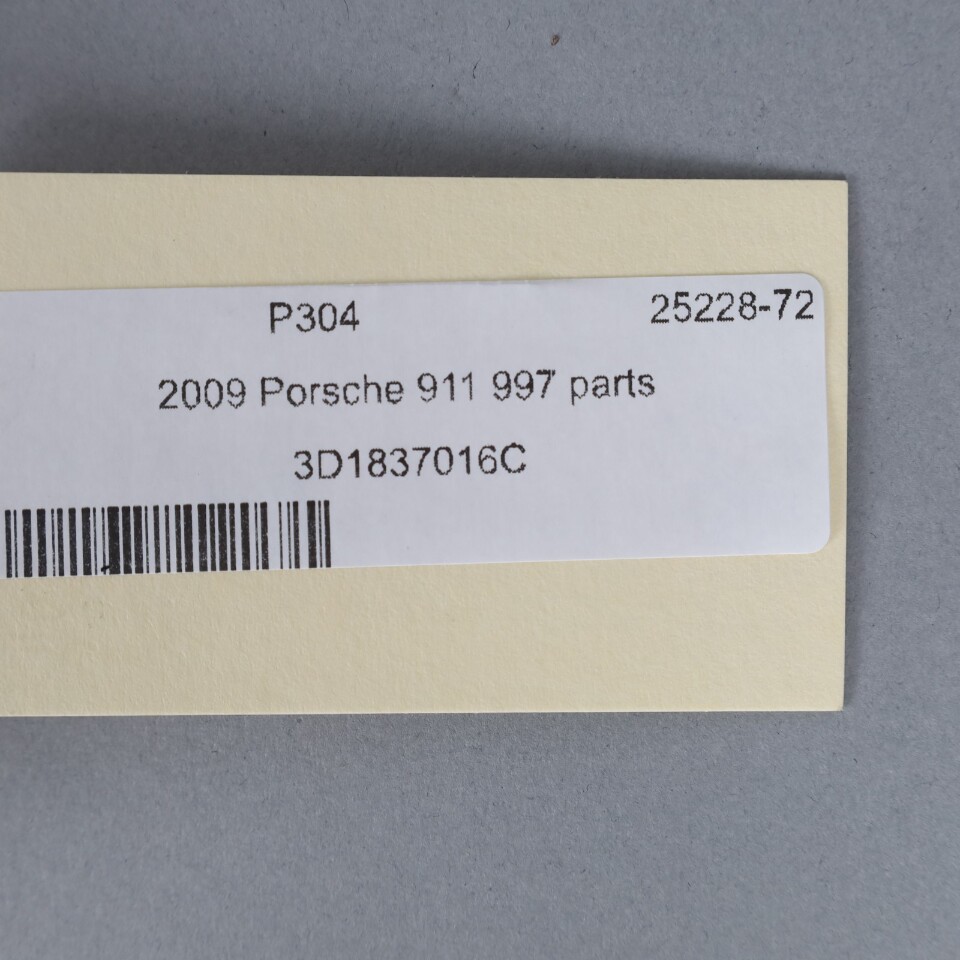 P304 25228-72
2009 Porsche 911 997 parts
3D1837016C